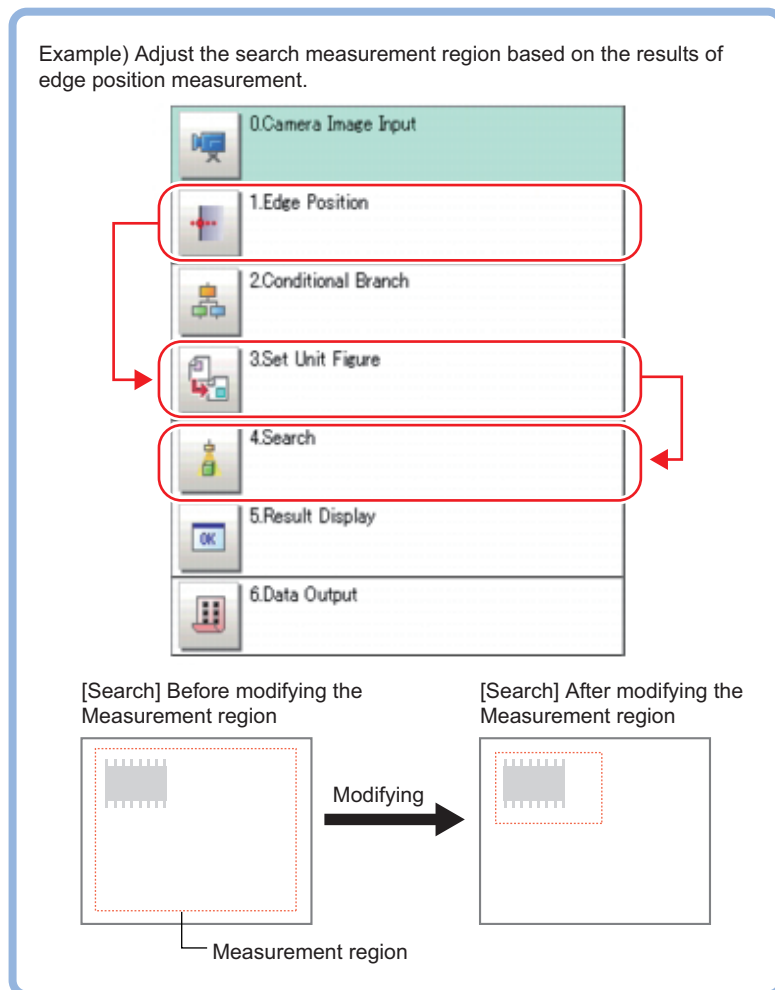 Example) Adjust the search measurement region based on the results of
edge position measurement.
0.Camera Image Input
1.Edge Position
2.Conditional Branch
3.Set Unit Figure
4.Search
5.Result Display
OK
6.Data Output
[Search] Before modifying the
Measurement region
[Search] After modifying the
Measurement region
Modifying
Measurement region